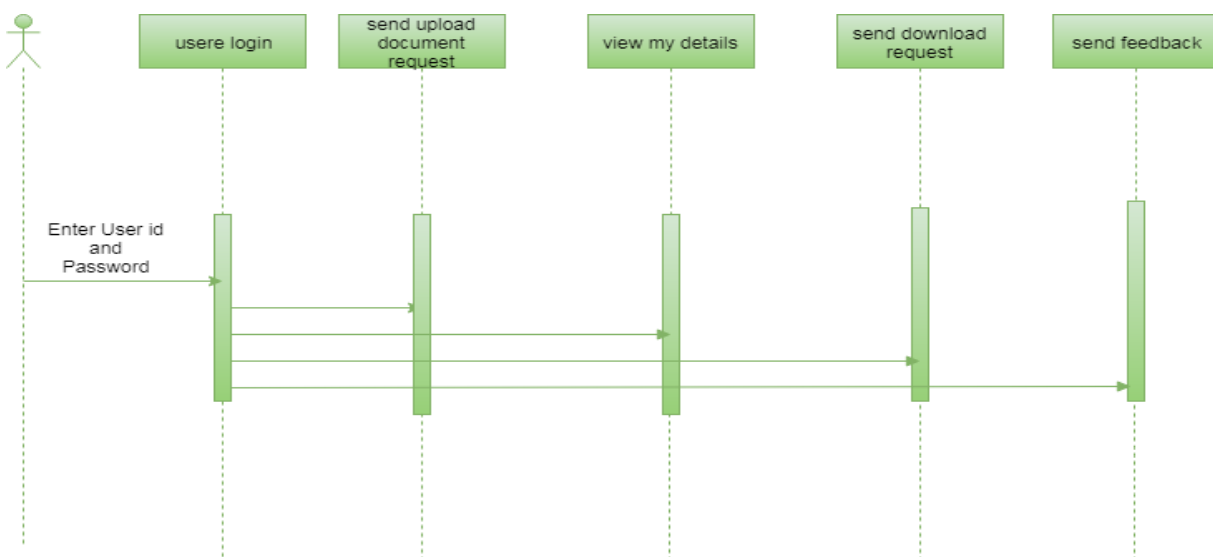 usere login
send upload
document
request
view my details
send download
request
send feedback
Enter User id
and
Password